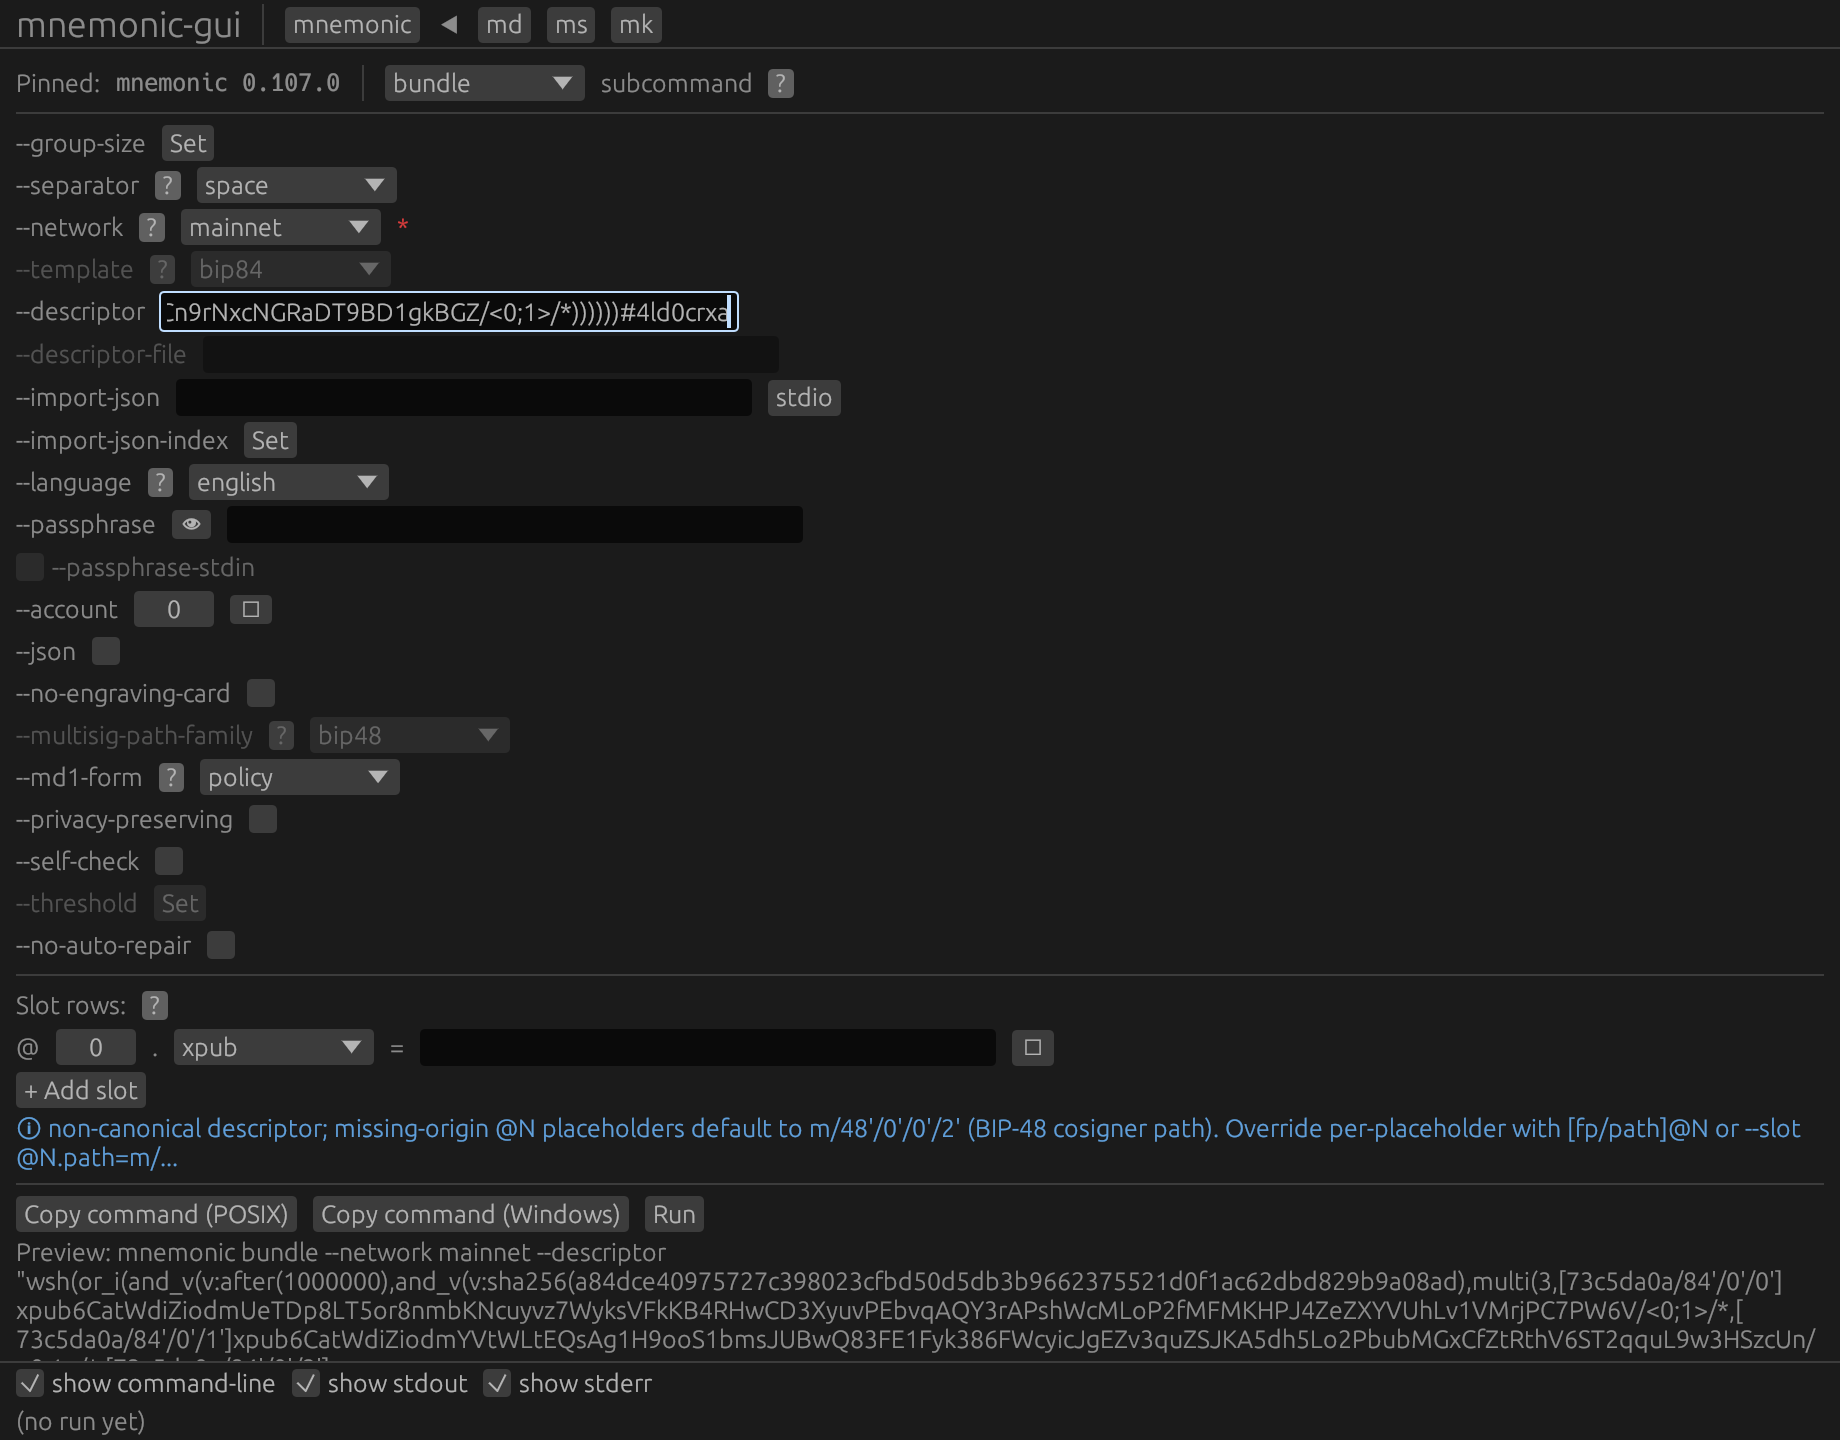 mnemonic-gui mnemonic ◀ md ms mk
Pinned: mnemonic 0.107.0 bundle subcommand ?
--group-size Set
--separator ? space
--network ? mainnet *
--template ? bip84
--descriptor Cn9rNxcNGRaDT9BD1gkBGZ/<0;1>/*))))))#4ld0crxa
--descriptor-file
--import-json stdio
--import-json-index Set
--language ? english
--passphrase
--passphrase-stdin
--account 0
--json
--no-engraving-card
--multisig-path-family ? bip48
--md1-form ? policy
--privacy-preserving
--self-check
--threshold Set
--no-auto-repair
Slot rows: ?
@ 0 . xpub =
+ Add slot
ⓘ non-canonical descriptor; missing-origin @N placeholders default to m/48'/0'/0'/2' (BIP-48 cosigner path). Override per-placeholder with [fp/path]@N or --slot
@N.path=m/...
Copy command (POSIX) Copy command (Windows) Run
Preview: mnemonic bundle --network mainnet --descriptor
"wsh(or_i(and_v(v:after(1000000),and_v(v:sha256(a84dce40975727c398023cfbd50d5db3b9662375521d0f1ac62dbd829b9a08ad),multi(3,[73c5da0a/84'/0'/0']
xpub6CatWdiZiodmUeTDp8LT5or8nmbKNcuyvz7WyksVFkKB4RHwCD3XyuvPEbvqAQY3rAPshWcMLoP2fMFMKHPJ4ZeZXYVUhLv1VMrjPC7PW6V/<0;1>/*,[
73c5da0a/84'/0'/1']xpub6CatWdiZiodmYVtWLtEQsAg1H9ooS1bmsJUBwQ83FE1Fyk386FWcyicJgEZv3quZSJKA5dh5Lo2PbubMGxCfZtRthV6ST2qquL9w3HSzcUn/
show command-line show stdout show stderr
(no run yet)